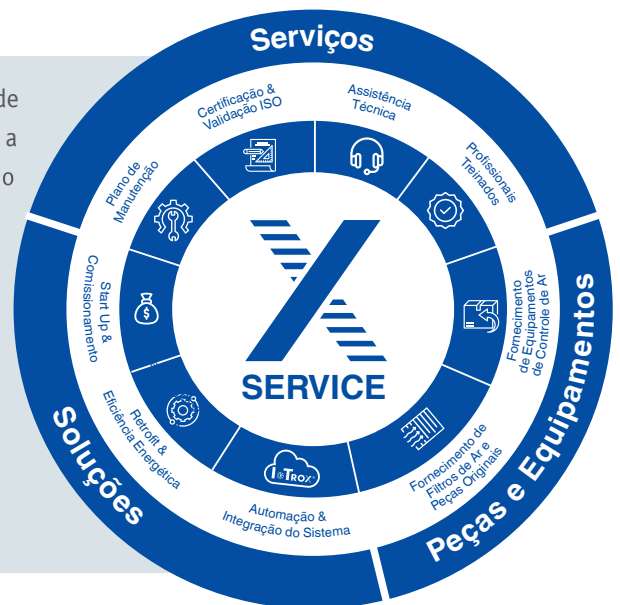 de
a
o
Serviços
Certificação &
Validação ISO
Assistência
Técnica
Profissionais
Treinados
Plano de
Manutenção
Fornecimento
de Equipamentos
de Controle de Ar
Start Up &
Comissionamento
X
SERVICE
Retrofit &
Eficiência Energética
Fornecimento de
Filtros de Ar e
Peças Originais
IoTROX
Automação &
Integração do Sistema
Soluções
Peças e Equipamentos
$